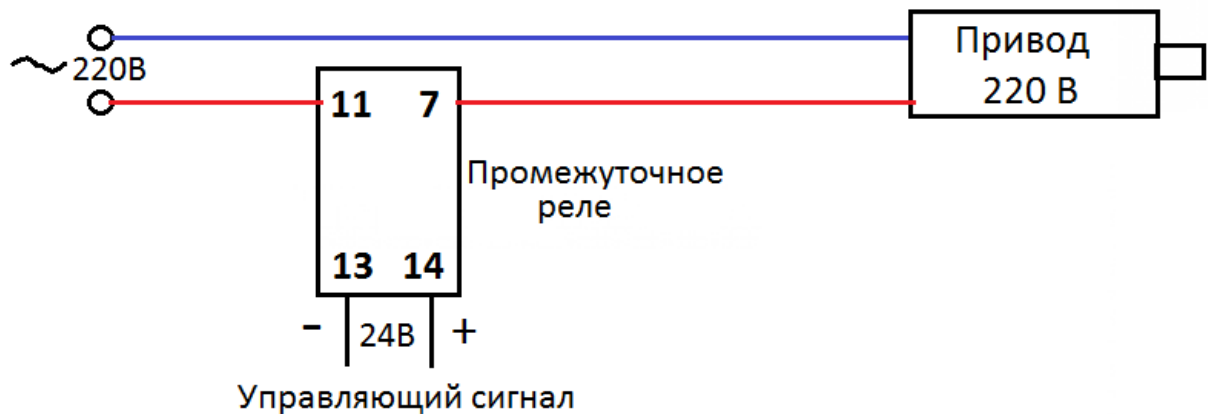 Привод
220 В
~ 220В
11 7
Промежуточное
реле
13 14
- 24В +
Управляющий сигнал